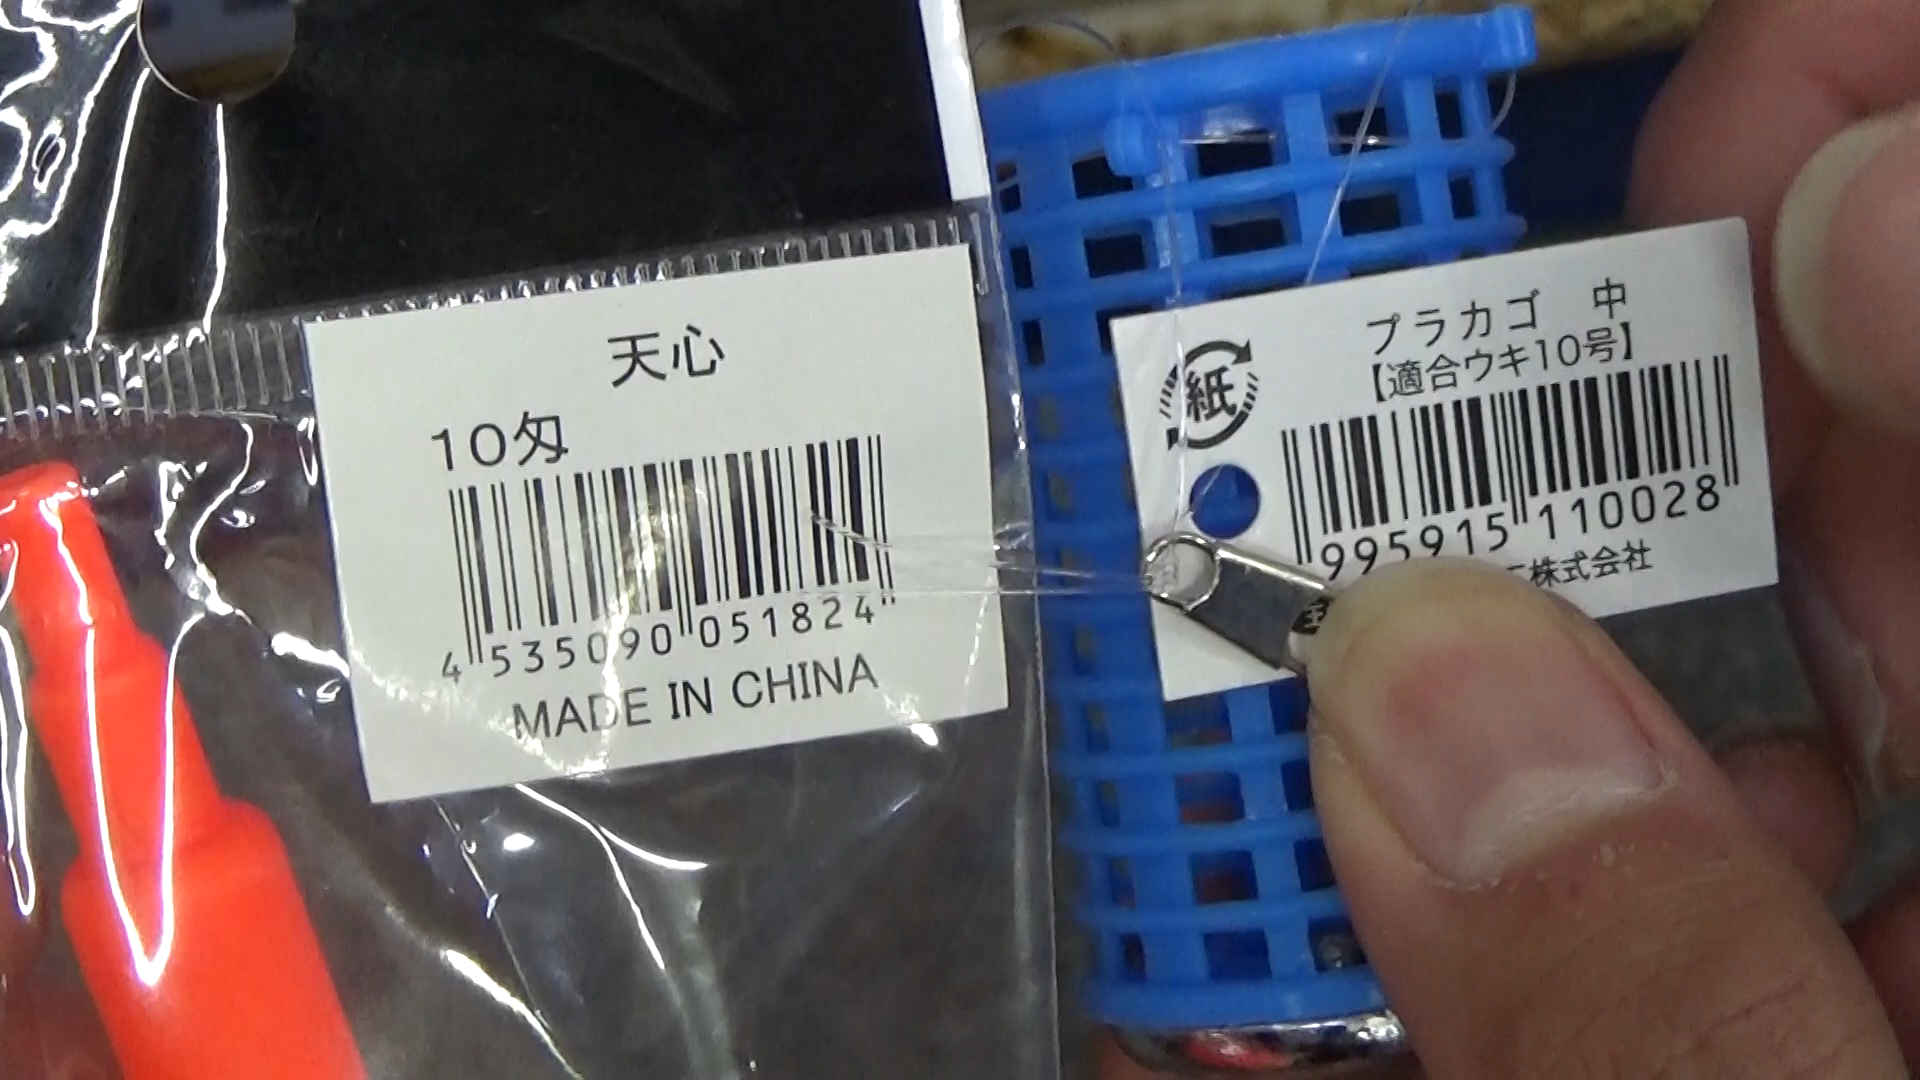 天心
10匁
4 535090 051824
MADE IN CHINA
プラカゴ 中
【適合ウキ10号】
紙
995915 110028
株式会社